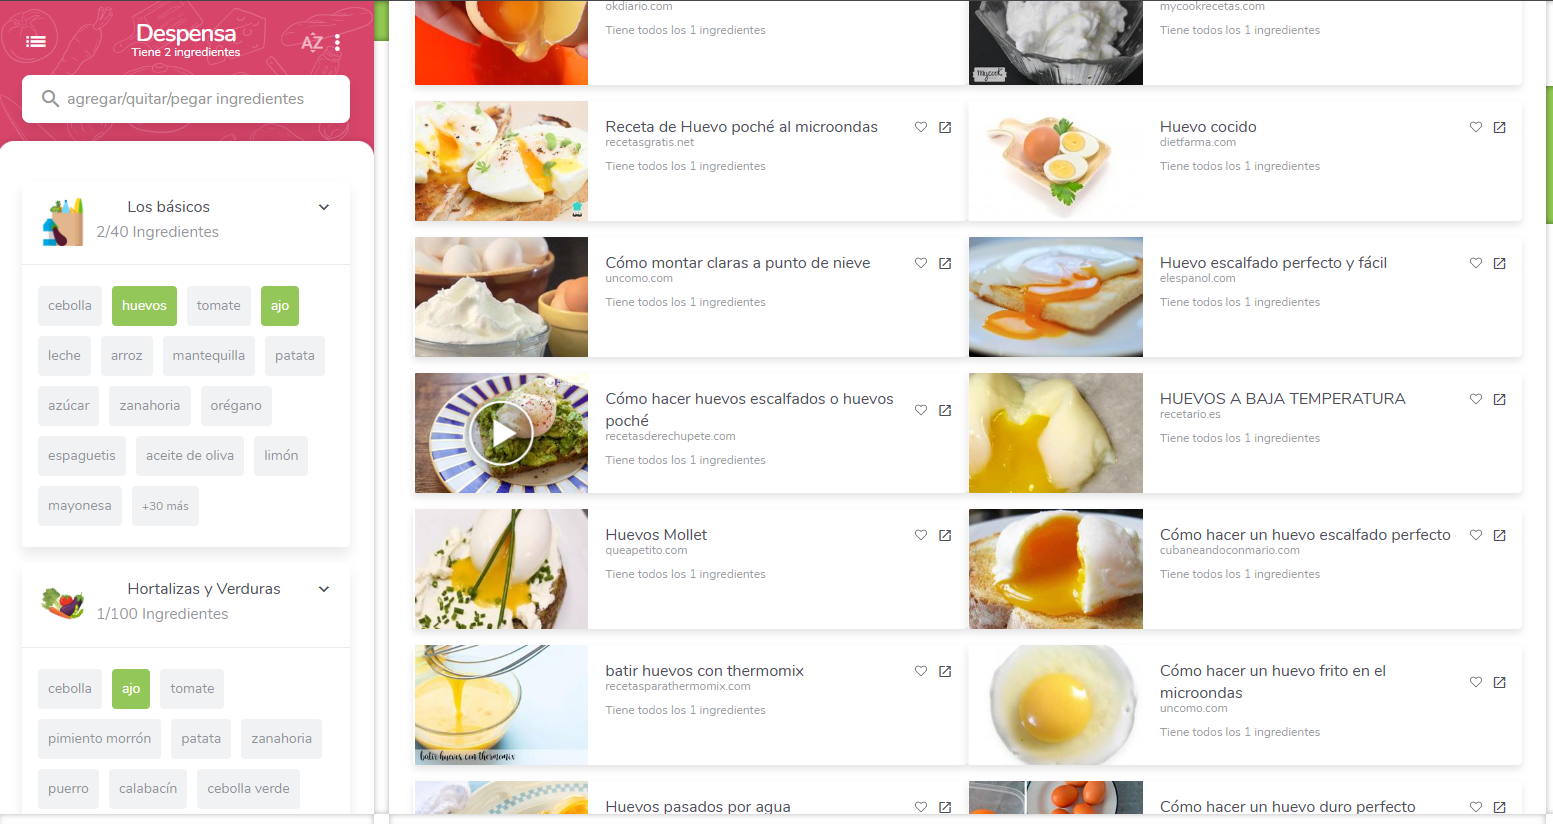 Despensa
Tiene 2 ingredientes
AZ
agregar/quitar/pegar ingredientes
Los básicos
2/40 Ingredientes
cebolla
huevos
tomate
ajo
leche
arroz
mantequilla
patata
azúcar
zanahoria
orégano
espaguetis
aceite de oliva
limón
mayonesa
+30 más
Hortalizas y Verduras
1/100 Ingredientes
cebolla
ajo
tomate
pimiento morrón
patata
zanahoria
puerro
calabacín
cebolla verde
okdiario.com
Tiene todos los 1 ingredientes
mycook
mycookrecetas.com
Tiene todos los 1 ingredientes
Receta de Huevo poché al microondas
recetasgratis.net
Tiene todos los 1 ingredientes
Huevo cocido
dietfarma.com
Tiene todos los 1 ingredientes
Cómo montar claras a punto de nieve
uncomo.com
Tiene todos los 1 ingredientes
Huevo escalfado perfecto y fácil
elespanol.com
Tiene todos los 1 ingredientes
Cómo hacer huevos escalfados o huevos
poché
recetasderechupete.com
Tiene todos los 1 ingredientes
HUEVOS A BAJA TEMPERATURA
recetario.es
Tiene todos los 1 ingredientes
Huevos Mollet
queapetito.com
Tiene todos los 1 ingredientes
Cómo hacer un huevo escalfado perfecto
cubaneandoconmario.com
Tiene todos los 1 ingredientes
batir huevos con thermomix
batir huevos con thermomix
recetasparathermomix.com
Tiene todos los 1 ingredientes
Cómo hacer un huevo frito en el
microondas
uncomo.com
Tiene todos los 1 ingredientes
Huevos pasados por agua
Cómo hacer un huevo duro perfecto